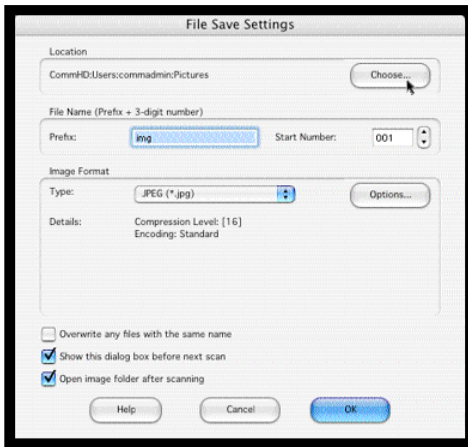 File Save Settings
Location
CommHD:Users:commadmin:Pictures
Choose...
File Name (Prefix + 3-digit number)
Prefix: img Start Number: 001
Image Format
Type: JPEG (*.jpg) Options...
Details: Compression Level: [16]
Encoding: Standard
Overwrite any files with the same name
Show this dialog box before next scan
Open image folder after scanning
Help Cancel OK